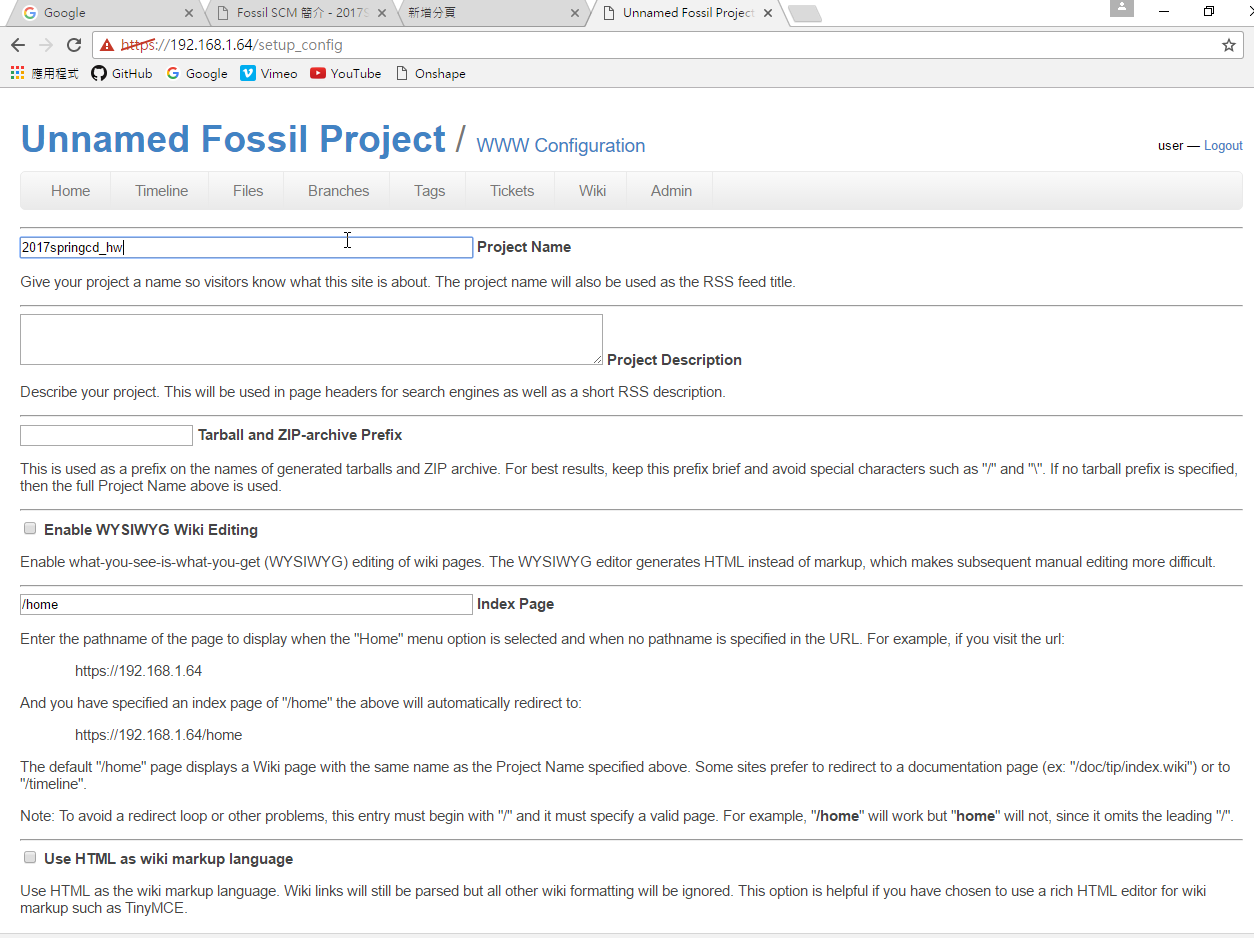 Google
Fossil SCM 簡介 - 2017S
新增分頁
Unnamed Fossil Project
https://192.168.1.64/setup_config
應用程式 GitHub Google Vimeo YouTube Onshape
Unnamed Fossil Project / WWW Configuration
user — Logout
Home Timeline Files Branches Tags Tickets Wiki Admin
2017springcd_hw Project Name
Give your project a name so visitors know what this site is about. The project name will also be used as the RSS feed title.
Project Description
Describe your project. This will be used in page headers for search engines as well as a short RSS description.
Tarball and ZIP-archive Prefix
This is used as a prefix on the names of generated tarballs and ZIP archive. For best results, keep this prefix brief and avoid special characters such as "/" and "\". If no tarball prefix is specified,
then the full Project Name above is used.
Enable WYSIWYG Wiki Editing
Enable what-you-see-is-what-you-get (WYSIWYG) editing of wiki pages. The WYSIWYG editor generates HTML instead of markup, which makes subsequent manual editing more difficult.
/home Index Page
Enter the pathname of the page to display when the "Home" menu option is selected and when no pathname is specified in the URL. For example, if you visit the url:
https://192.168.1.64
And you have specified an index page of "/home" the above will automatically redirect to:
https://192.168.1.64/home
The default "/home" page displays a Wiki page with the same name as the Project Name specified above. Some sites prefer to redirect to a documentation page (ex: "/doc/tip/index.wiki") or to
"/timeline".
Note: To avoid a redirect loop or other problems, this entry must begin with "/" and it must specify a valid page. For example, "/home" will work but "home" will not, since it omits the leading "/".
Use HTML as wiki markup language
Use HTML as the wiki markup language. Wiki links will still be parsed but all other wiki formatting will be ignored. This option is helpful if you have chosen to use a rich HTML editor for wiki
markup such as TinyMCE.